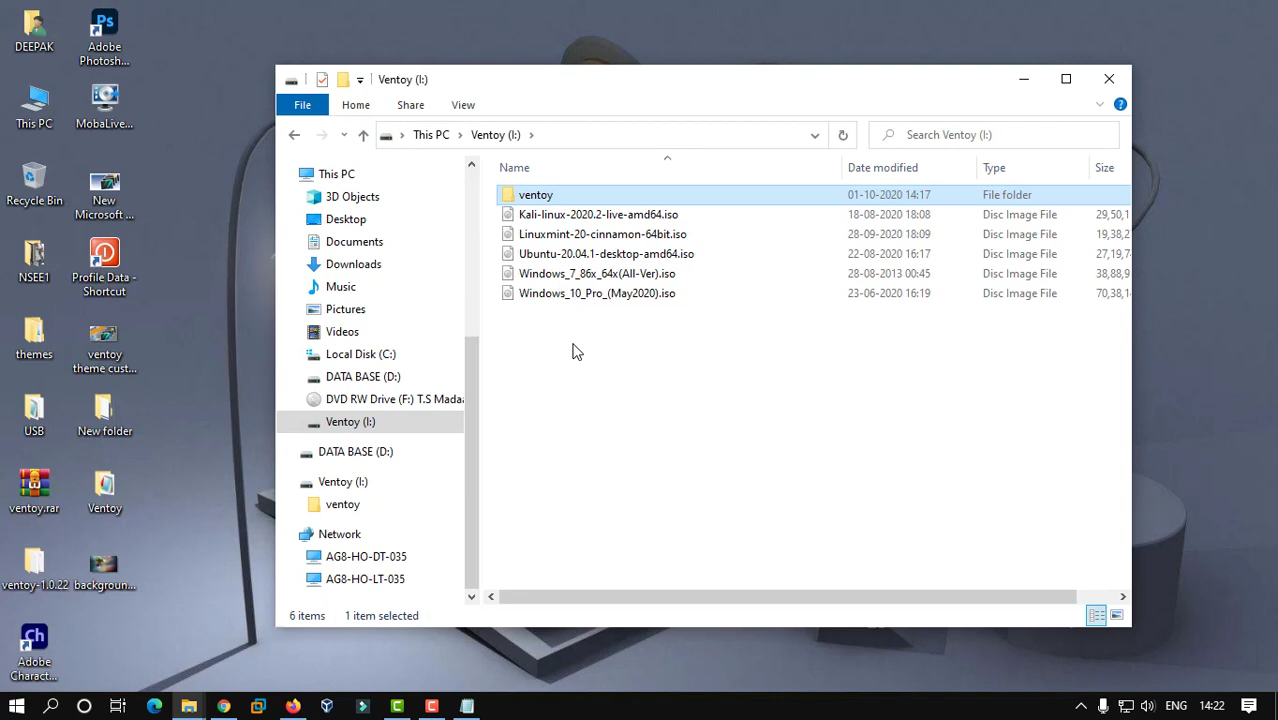 DEEPAK
Adobe
Photosh...
This PC
MobaLive...
Recycle Bin
New
Microsoft ...
NSEE1
Profile Data -
Shortcut
themes
ventoy
theme cust...
USB
New folder
ventoy.rar
Ventoy
ventoy-1.0.22
backgroun...
Adobe
Charact...
Ventoy (I:)
File Home Share View
This PC > Ventoy (I:) >
Search Ventoy (I:)
This PC
3D Objects
Desktop
Documents
Downloads
Music
Pictures
Videos
Local Disk (C:)
DATA BASE (D:)
DVD RW Drive (F:) T.S Madaa
Ventoy (I:)
DATA BASE (D:)
Ventoy (I:)
ventoy
Network
AG8-HO-DT-035
AG8-HO-LT-035
Name Date modified Type Size
ventoy 01-10-2020 14:17 File folder
Kali-linux-2020.2-live-amd64.iso 18-08-2020 18:08 Disc Image File 29,50,1
Linuxmint-20-cinnamon-64bit.iso 28-09-2020 18:09 Disc Image File 19,38,2
Ubuntu-20.04.1-desktop-amd64.iso 22-08-2020 16:17 Disc Image File 27,19,7
Windows_7_86x_64x(All-Ver).iso 28-08-2013 00:45 Disc Image File 38,88,9
Windows_10_Pro_(May2020).iso 23-06-2020 16:19 Disc Image File 70,38,1
6 items 1 item selected
ENG 14:22